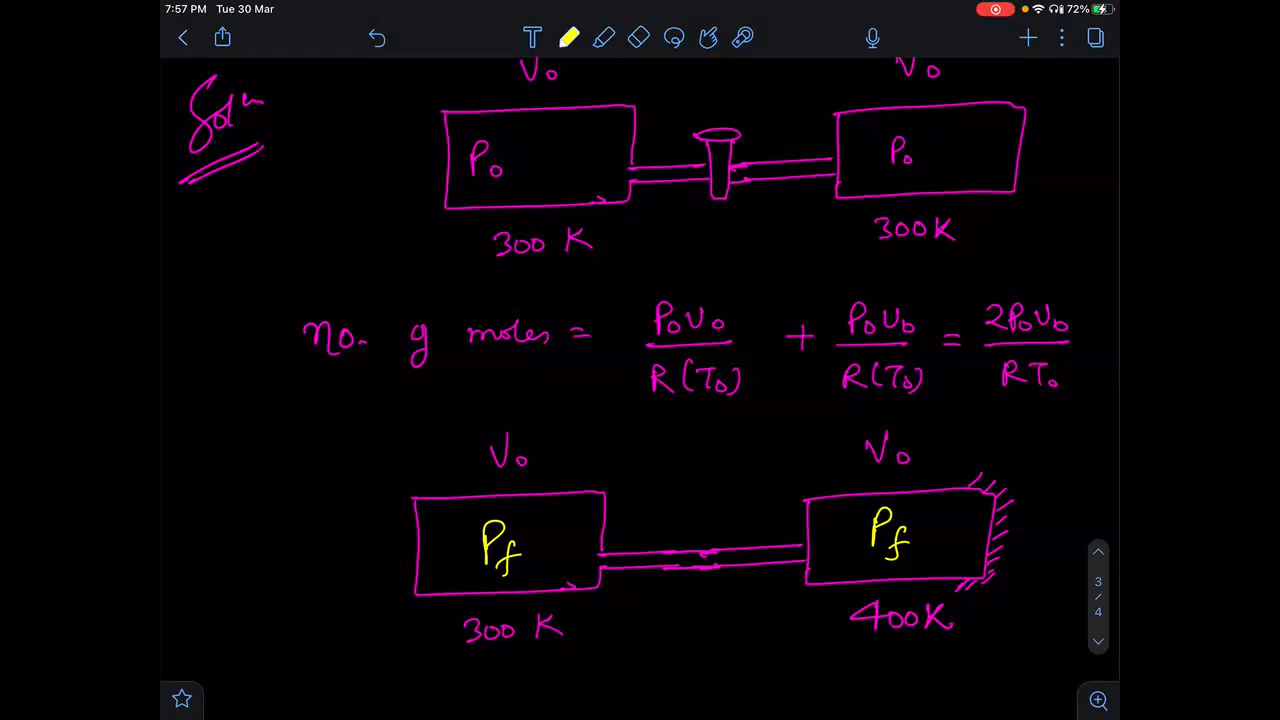 7:57 PM Tue 30 Mar
72%
T
V₀ V₀
Solⁿ
P₀ P₀
300 K 300K
no. of moles = P₀V₀/R(T₀) + P₀V₀/R(T₀) = 2P₀V₀/RT₀
V₀ V₀
P_f P_f
300 K 400K
3
/
4